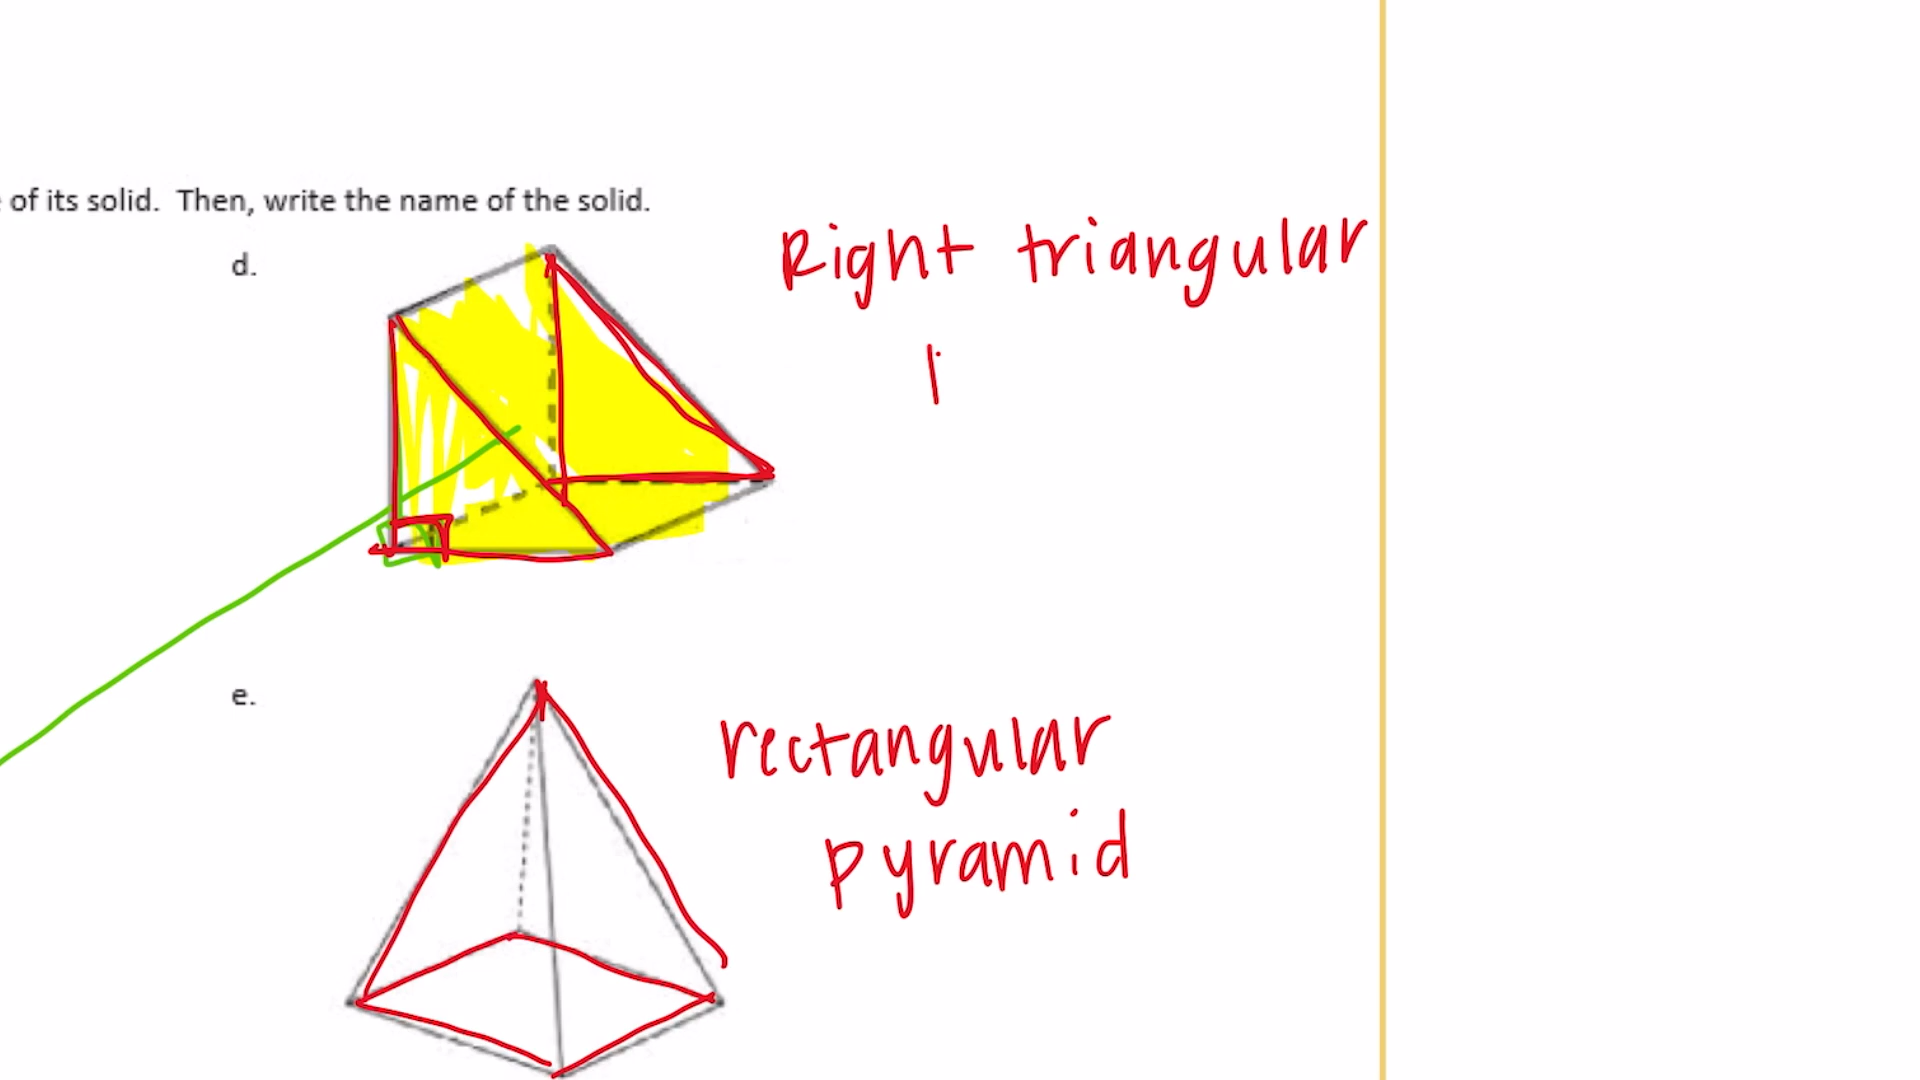 of its solid. Then, write the name of the solid.
d.
Right triangular
e.
rectangular
pyramid